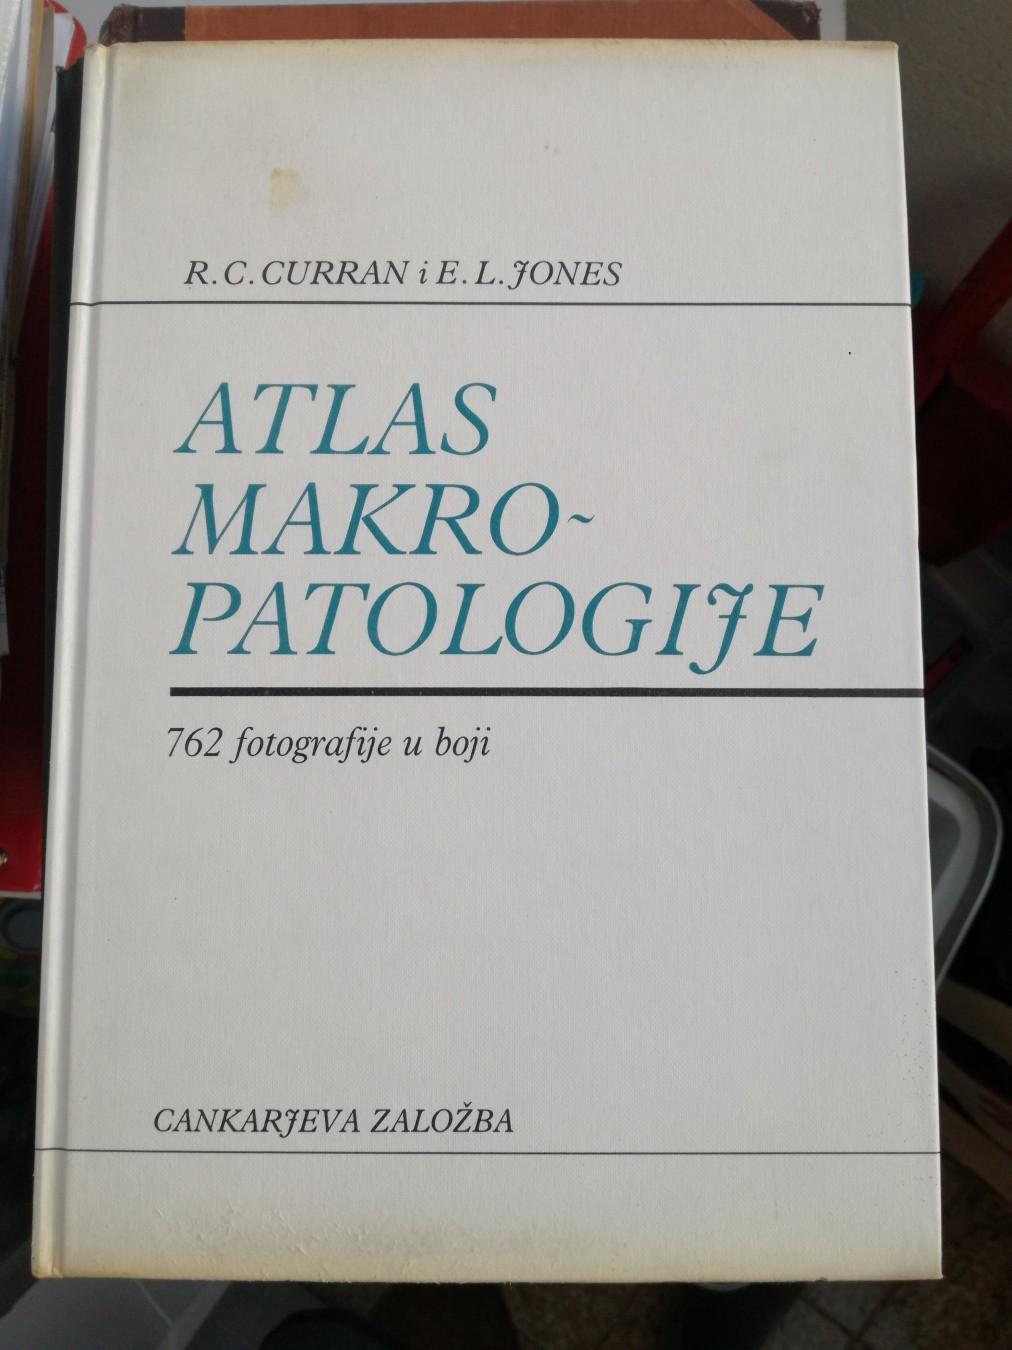 R. C. CURRAN i E. L. JONES
ATLAS
MAKRO-
PATOLOGIJE
762 fotografije u boji
CANKARJEVA ZALOŽBA